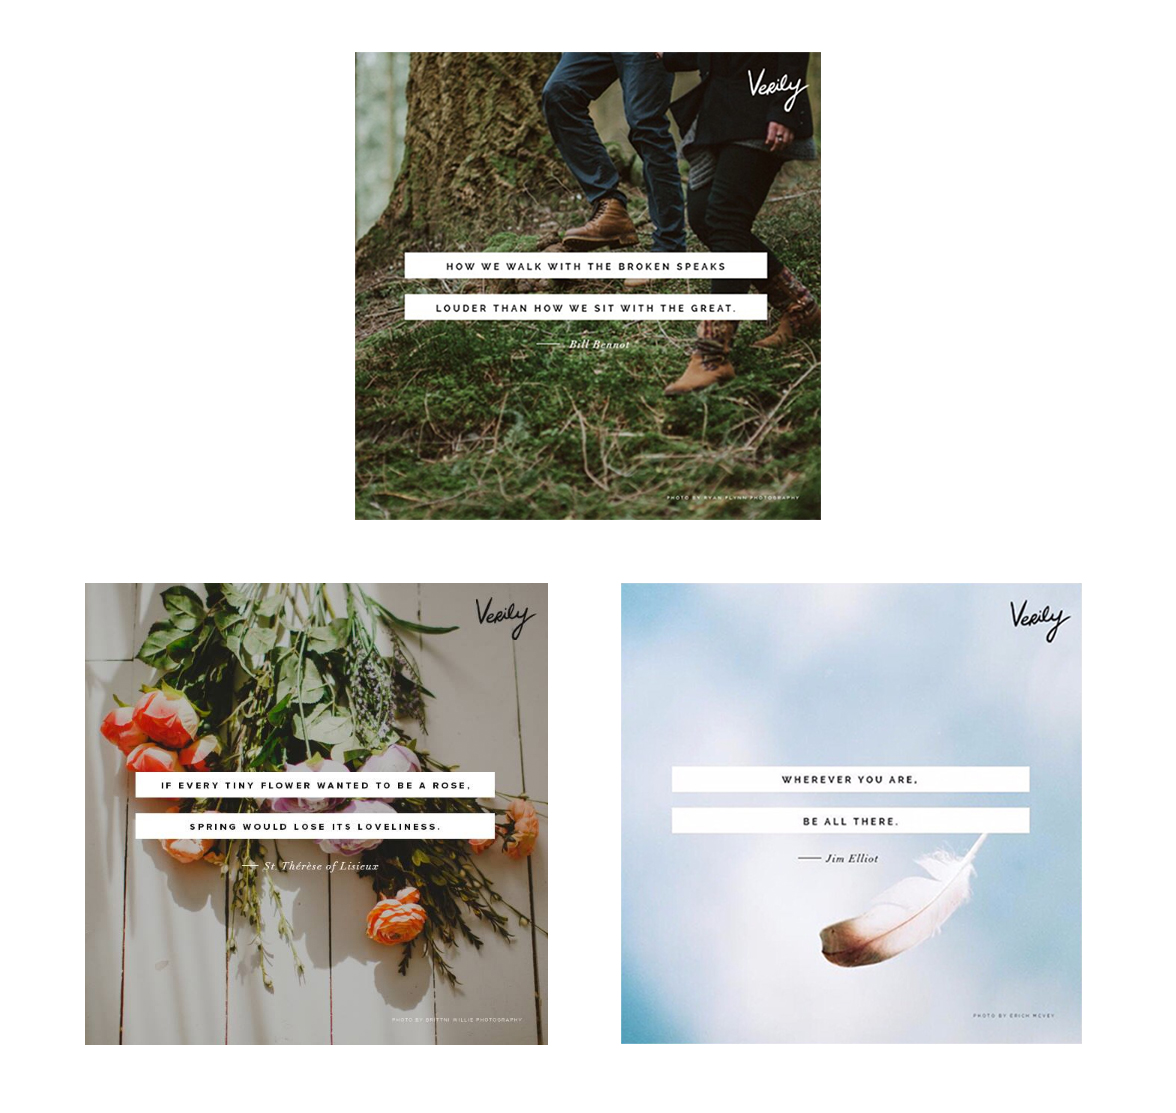 Verily
HOW WE WALK WITH THE BROKEN SPEAKS
LOUDER THAN HOW WE SIT WITH THE GREAT.
— Bill Bennot
PHOTO BY RYAN FLYNN PHOTOGRAPHY
Verily
IF EVERY TINY FLOWER WANTED TO BE A ROSE,
SPRING WOULD LOSE ITS LOVELINESS.
— St. Thérèse of Lisieux
PHOTO BY BRITTNI WILLIE PHOTOGRAPHY
Verily
WHEREVER YOU ARE,
BE ALL THERE.
— Jim Elliot
PHOTO BY ERICH MCVEY